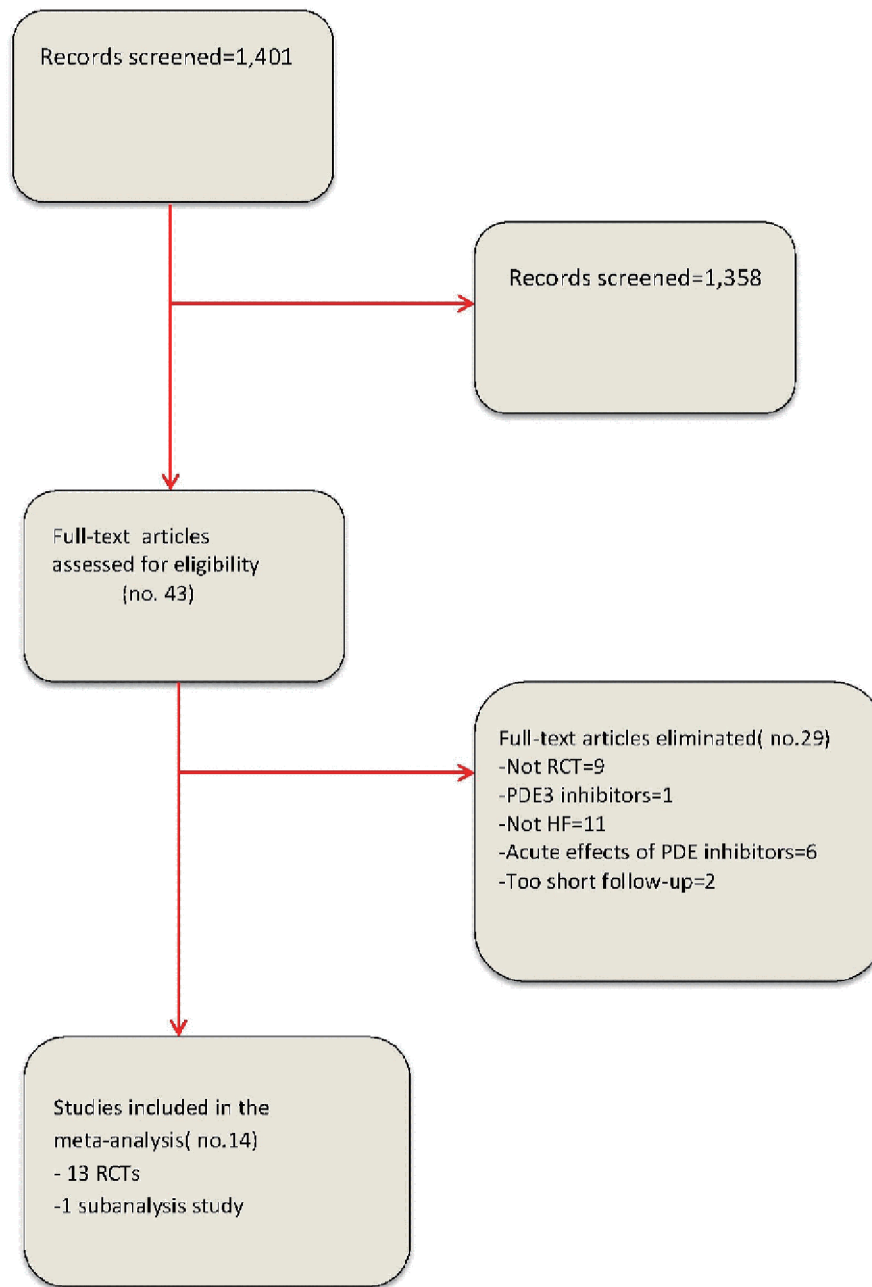 Records screened=1,401
Records screened=1,358
Full-text articles
assessed for eligibility
(no. 43)
Full-text articles eliminated( no.29)
-Not RCT=9
-PDE3 inhibitors=1
-Not HF=11
-Acute effects of PDE inhibitors=6
-Too short follow-up=2
Studies included in the
meta-analysis( no.14)
- 13 RCTs
-1 subanalysis study